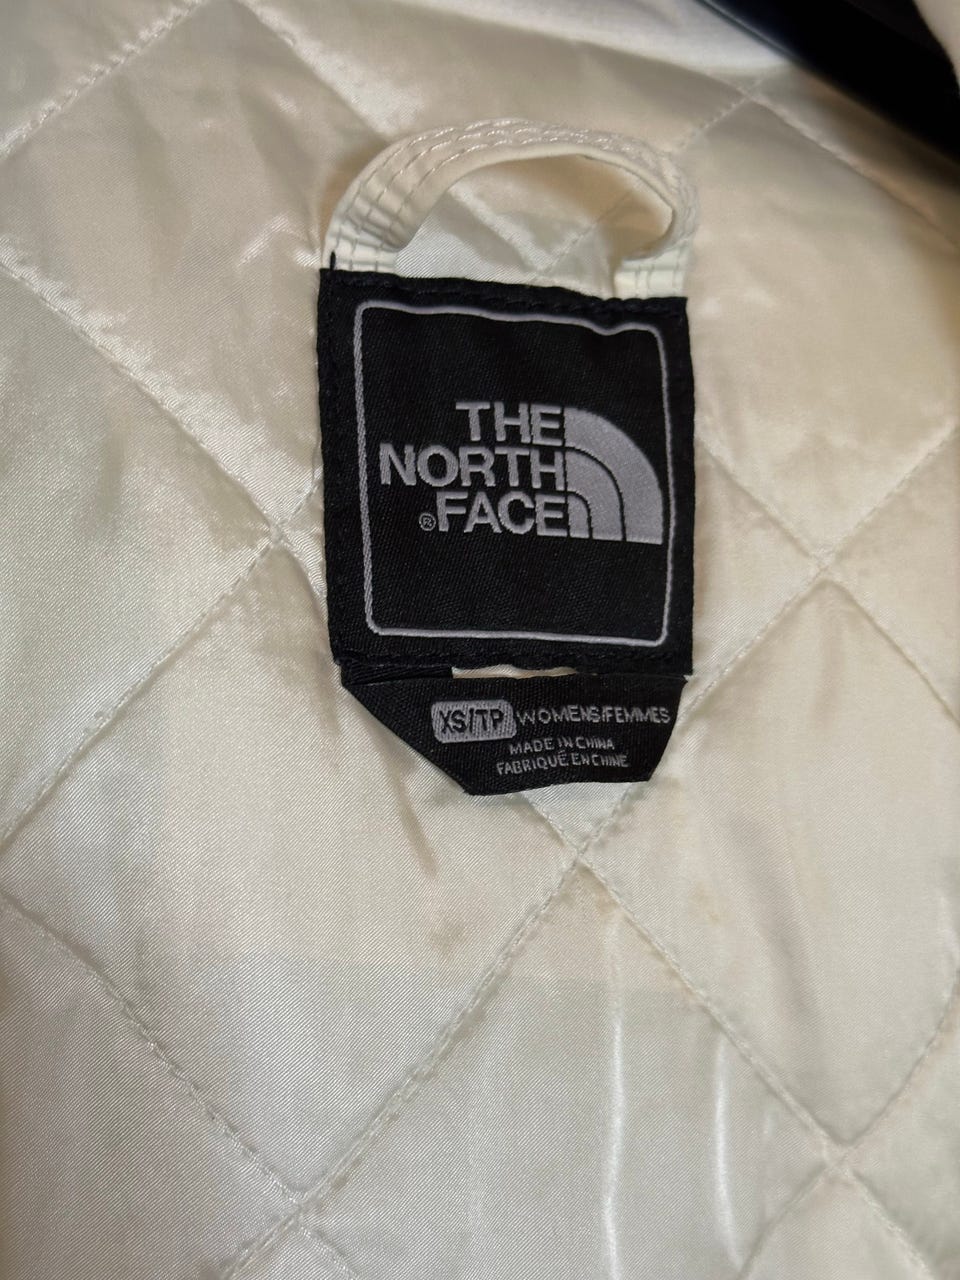 THE
NORTH
®FACE
XS/TP WOMENS/FEMMES
MADE IN CHINA
FABRIQUÉ EN CHINE